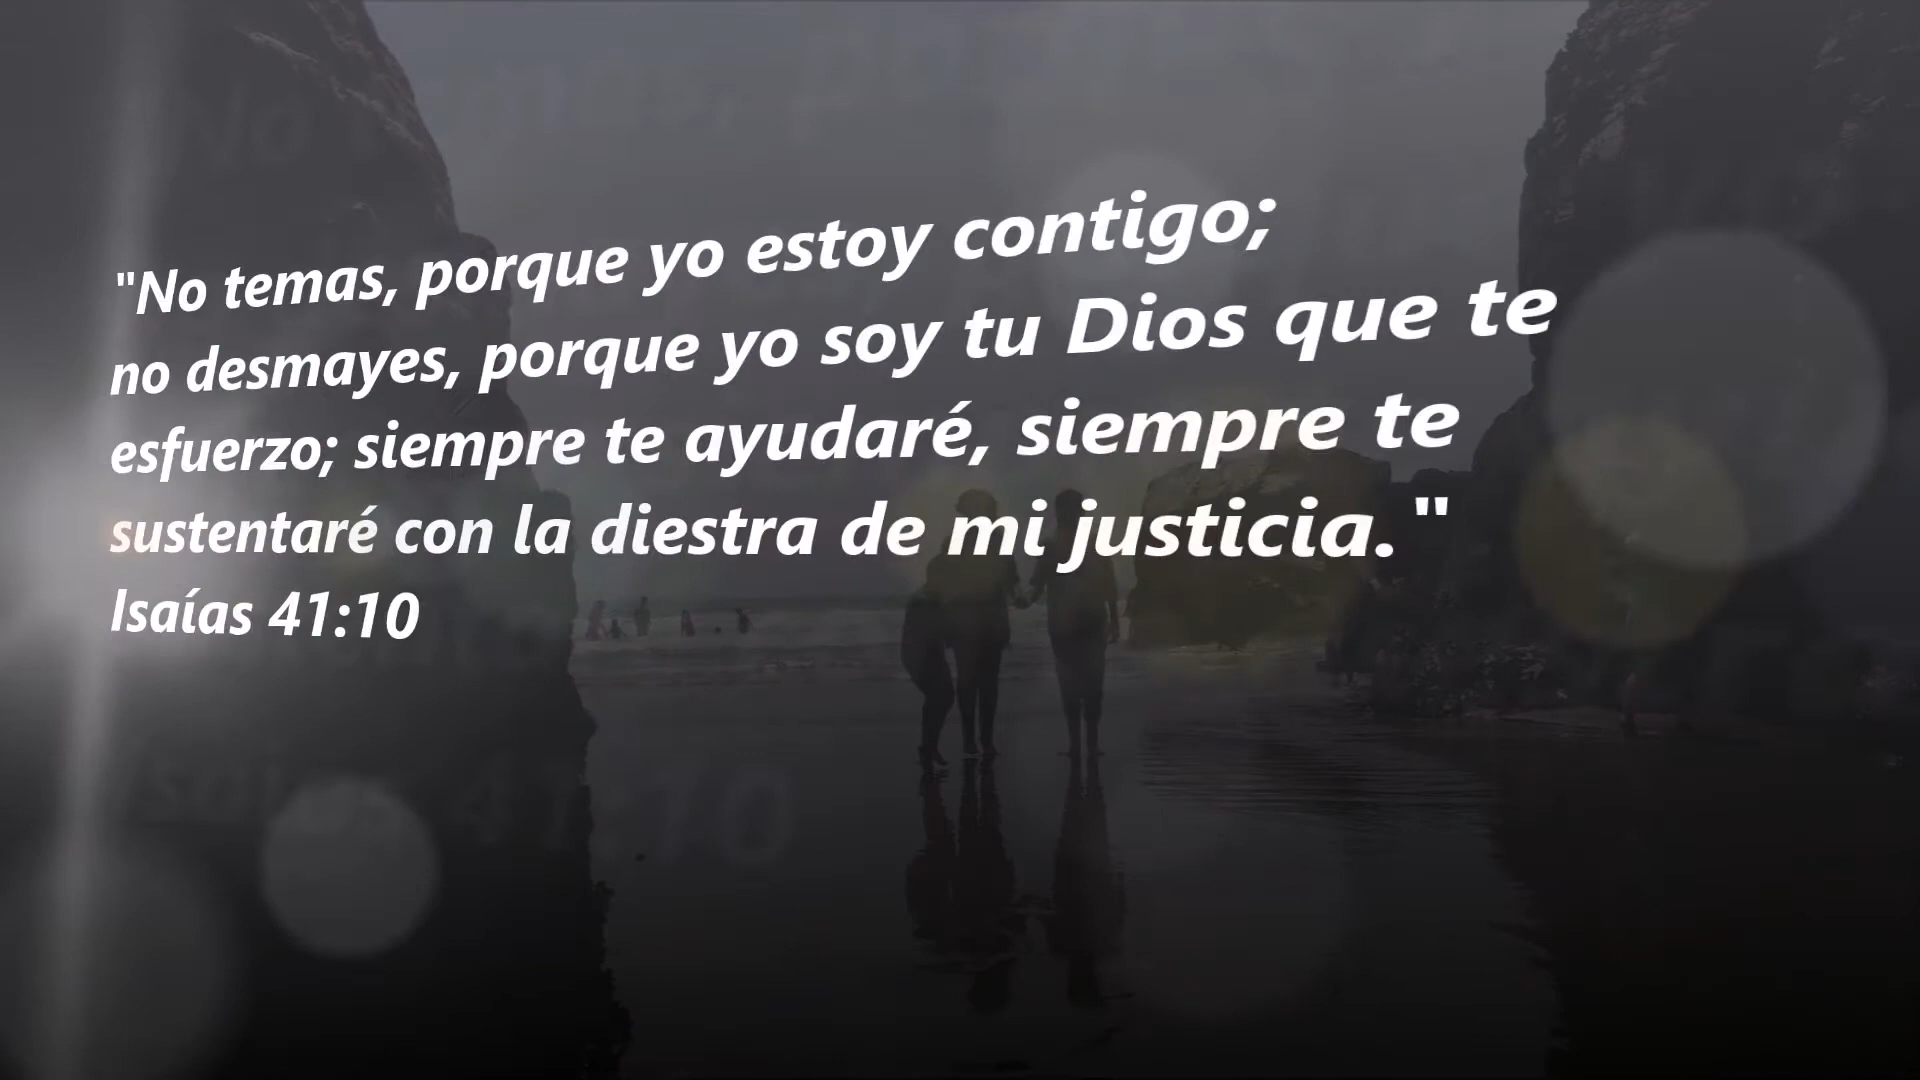 "No temas, porque yo estoy contigo;
no desmayes, porque yo soy tu Dios que te
esfuerzo; siempre te ayudaré, siempre te
sustentaré con la diestra de mi justicia."
Isaías 41:10